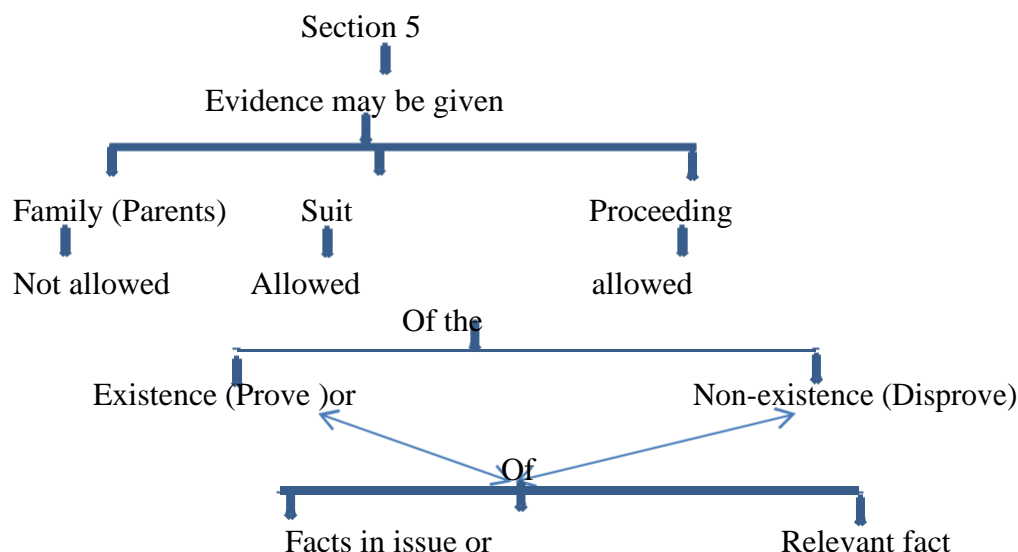 Section 5
Evidence may be given
Family (Parents) Suit Proceeding
Not allowed Allowed allowed
Of the
Existence (Prove )or Non-existence (Disprove)
Of
Facts in issue or Relevant fact